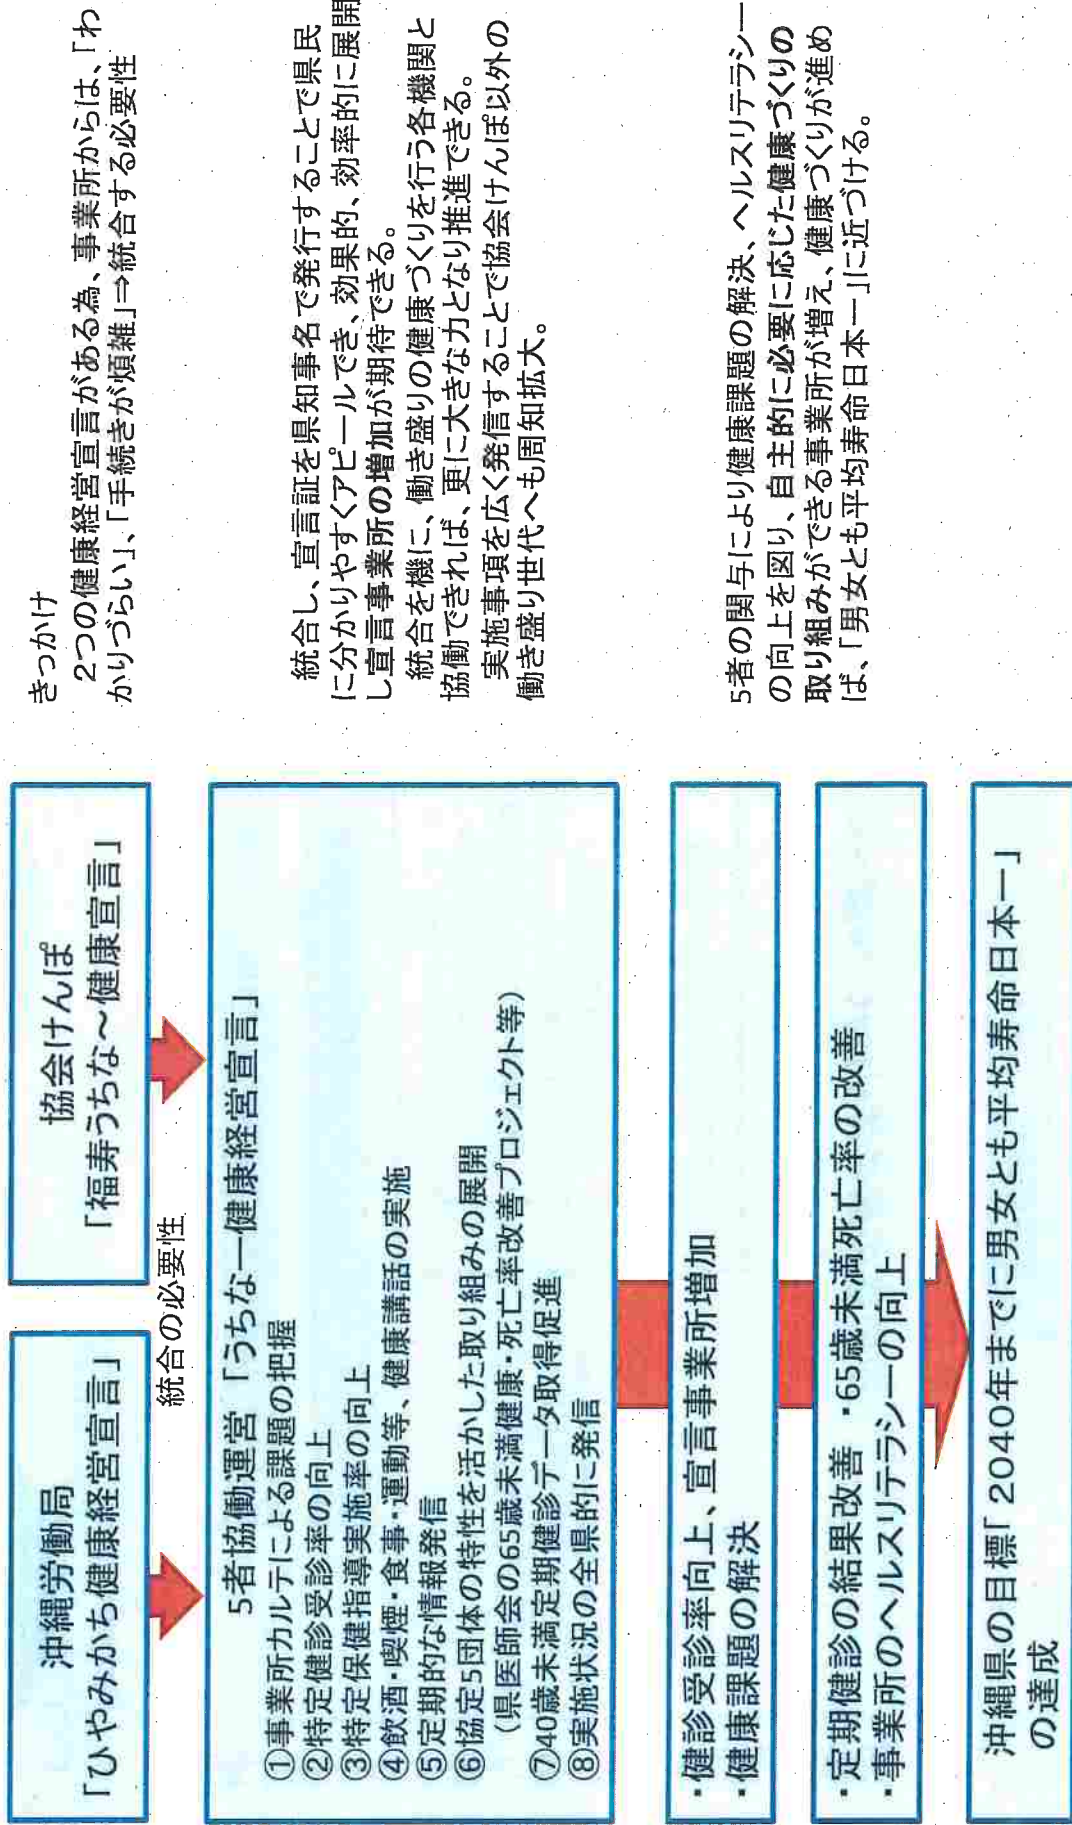 沖縄労働局
「ひやみかち健康経営宣言」
協会けんぽ
「福寿うちな～健康宣言」
統合の必要性
5者協働運営 「うちなー健康経営宣言」
①事業所カルテによる課題の把握
②特定健診受診率の向上
③特定保健指導実施率の向上
④飲酒・喫煙・食事・運動等、健康講話の実施
⑤定期的な情報発信
⑥協定5団体の特性を活かした取り組みの展開
(県医師会の65歳未満健康・死亡率改善プロジェクト等)
⑦40歳未満定期健診データ取得促進
⑧実施状況の全県的に発信
・健診受診率向上、宣言事業所増加
・健康課題の解決
・定期健診の結果改善 ・65歳未満死亡率の改善
・事業所のヘルスリテラシーの向上
沖縄県の目標「2040年までに男女とも平均寿命日本一」
の達成
きっかけ
2つの健康経営宣言がある為、事業所からは、「わ
かりづらい」、「手続きが煩雑」⇒統合する必要性
統合し、宣言証を県知事名で発行することで県民
に分かりやすくアピールでき、効果的、効率的に展開
し宣言事業所の増加が期待できる。
統合を機に、働き盛りの健康づくりを行う各機関と
協働できれば、更に大きな力となり推進できる。
実施事項を広く発信することで協会けんぽ以外の
働き盛り世代へも周知拡大。
5者の関与により健康課題の解決、ヘルスリテラシー
の向上を図り、自主的に必要に応じた健康づくりの
取り組みができる事業所が増え、健康づくりが進め
ば、「男女とも平均寿命日本一」に近づける。